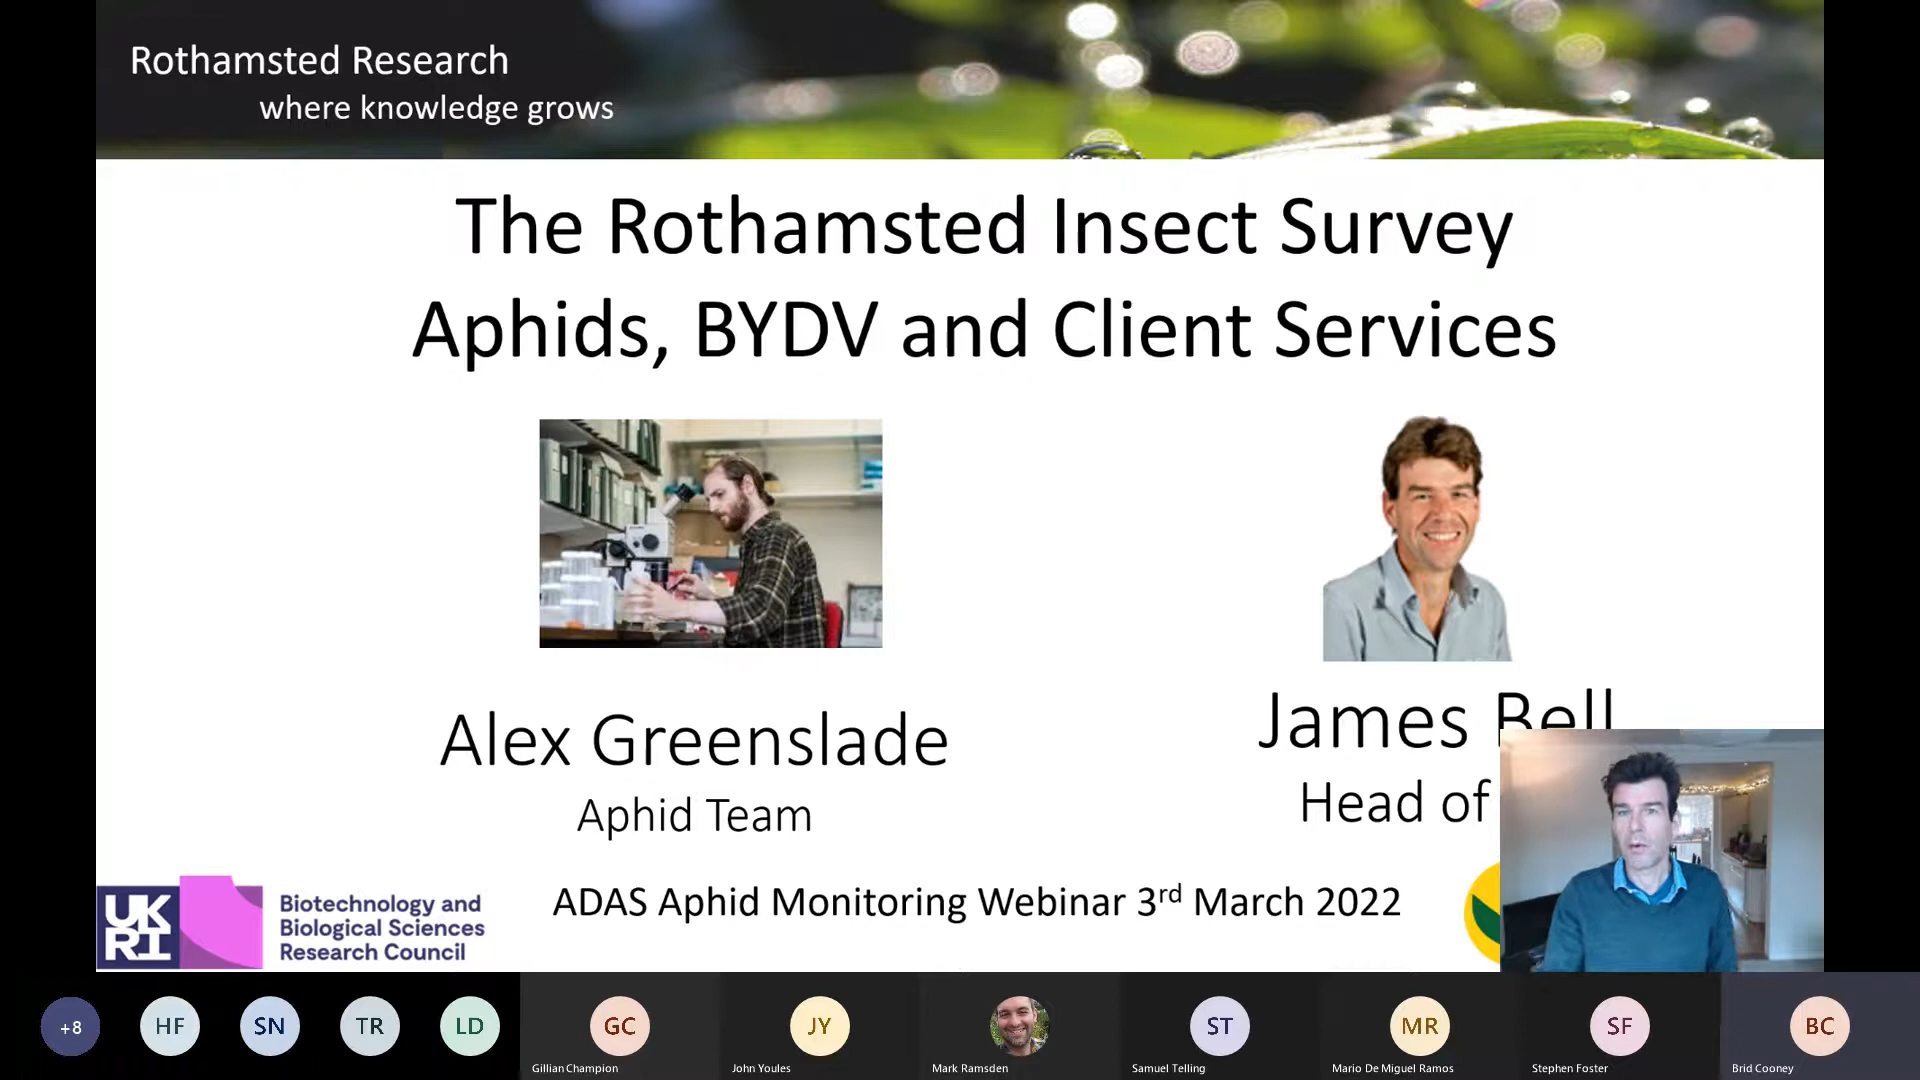 Rothamsted Research
where knowledge grows
The Rothamsted Insect Survey
Aphids, BYDV and Client Services
Alex Greenslade
Aphid Team
James Bell
Head of
UK
RI
Biotechnology and
Biological Sciences
Research Council
ADAS Aphid Monitoring Webinar 3rd March 2022
+8
HF
SN
TR
LD
GC
JY
ST
MR
SF
BC
Gillian Champion
John Youles
Mark Ramsden
Samuel Telling
Mario De Miguel Ramos
Stephen Foster
Brid Cooney